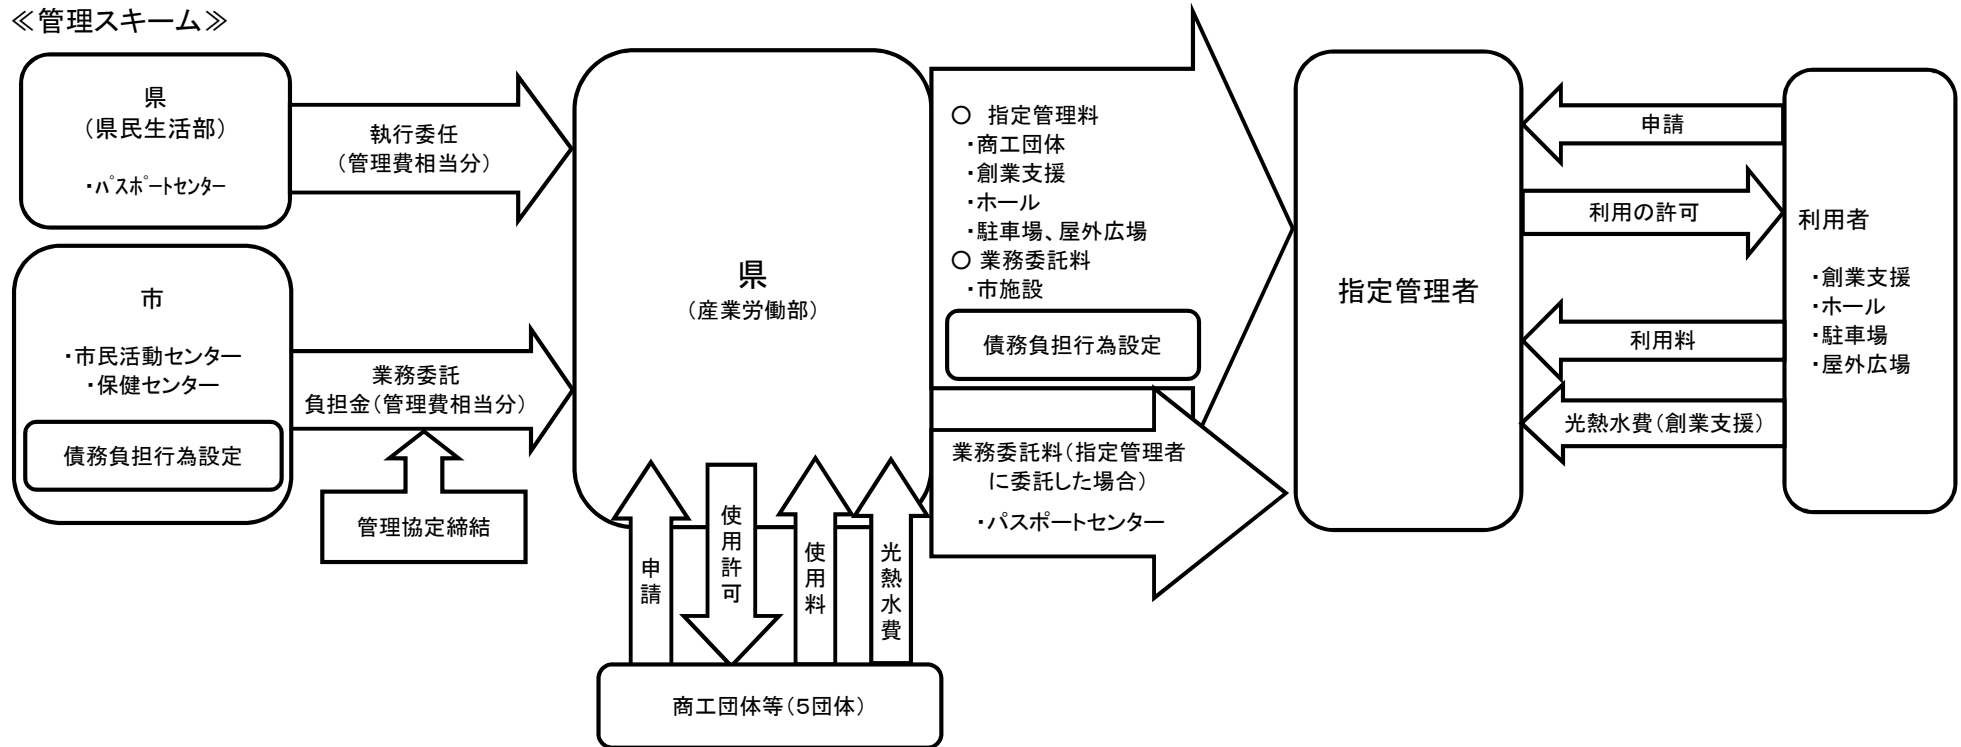 ≪管理スキーム≫
県
（県民生活部）
・ﾊﾟｽﾎﾟｰﾄｾﾝﾀｰ
執行委任
（管理費相当分）
市
・市民活動センター
・保健センター
債務負担行為設定
業務委託
負担金（管理費相当分）
管理協定締結
県
（産業労働部）
申請
使用許可
使用料
光熱水費
商工団体等（5団体）
○　指定管理料
・商工団体
・創業支援
・ホール
・駐車場、屋外広場
○ 業務委託料
・市施設
債務負担行為設定
業務委託料（指定管理者
に委託した場合）
・パスポートセンター
指定管理者
申請
利用の許可
利用料
光熱水費（創業支援）
利用者
・創業支援
・ホール
・駐車場
・屋外広場